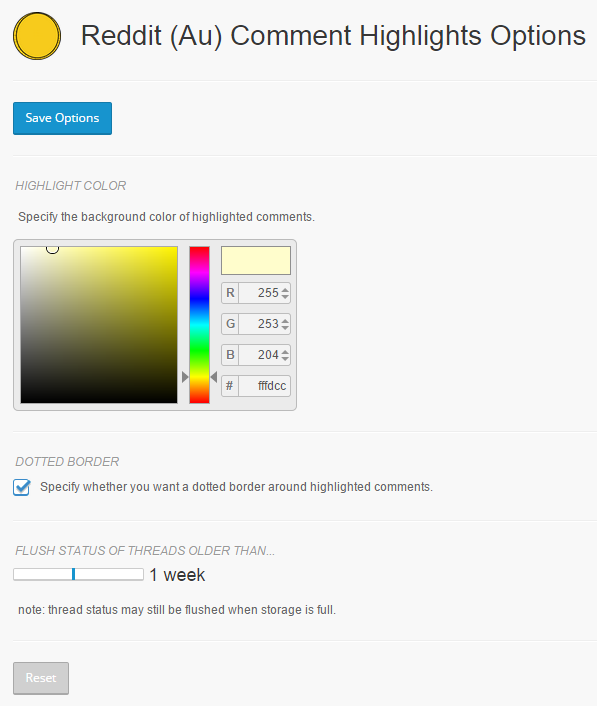 Reddit (Au) Comment Highlights Options
Save Options
HIGHLIGHT COLOR
Specify the background color of highlighted comments.
R 255
G 253
B 204
# fffdcc
DOTTED BORDER
Specify whether you want a dotted border around highlighted comments.
FLUSH STATUS OF THREADS OLDER THAN...
1 week
note: thread status may still be flushed when storage is full.
Reset